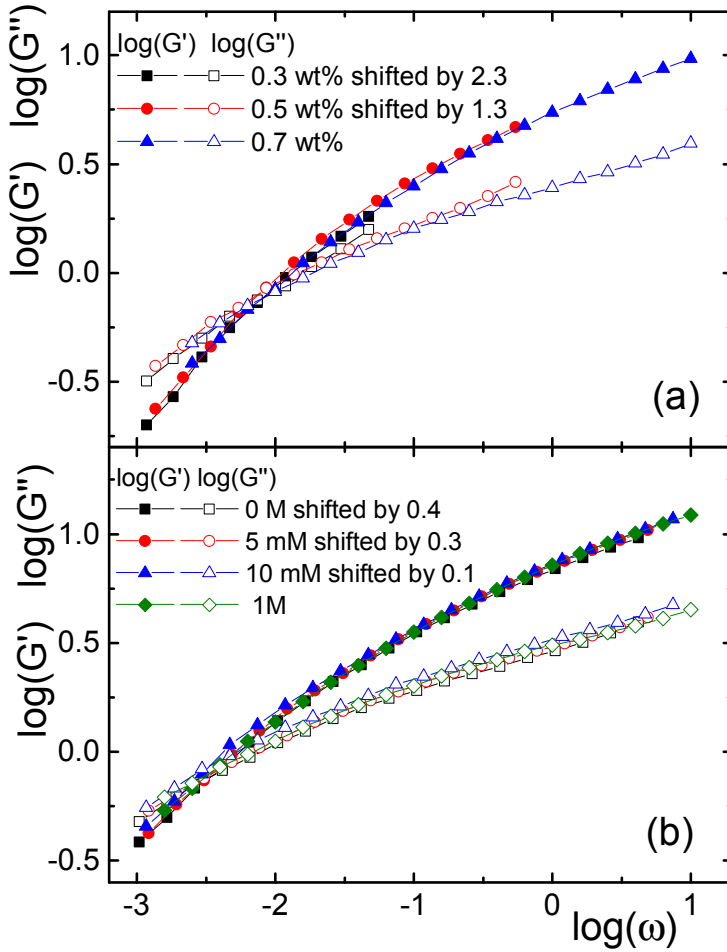 (a)
log(G') log(G'')
0.3 wt% shifted by 2.3
0.5 wt% shifted by 1.3
0.7 wt%
log(G') log(G'')
1.0
0.5
0.0
-0.5
(b)
log(G') log(G'')
0 M shifted by 0.4
5 mM shifted by 0.3
10 mM shifted by 0.1
1M
log(G') log(G'')
1.0
0.5
0.0
-0.5
-3 -2 -1 0 1
log(ω)